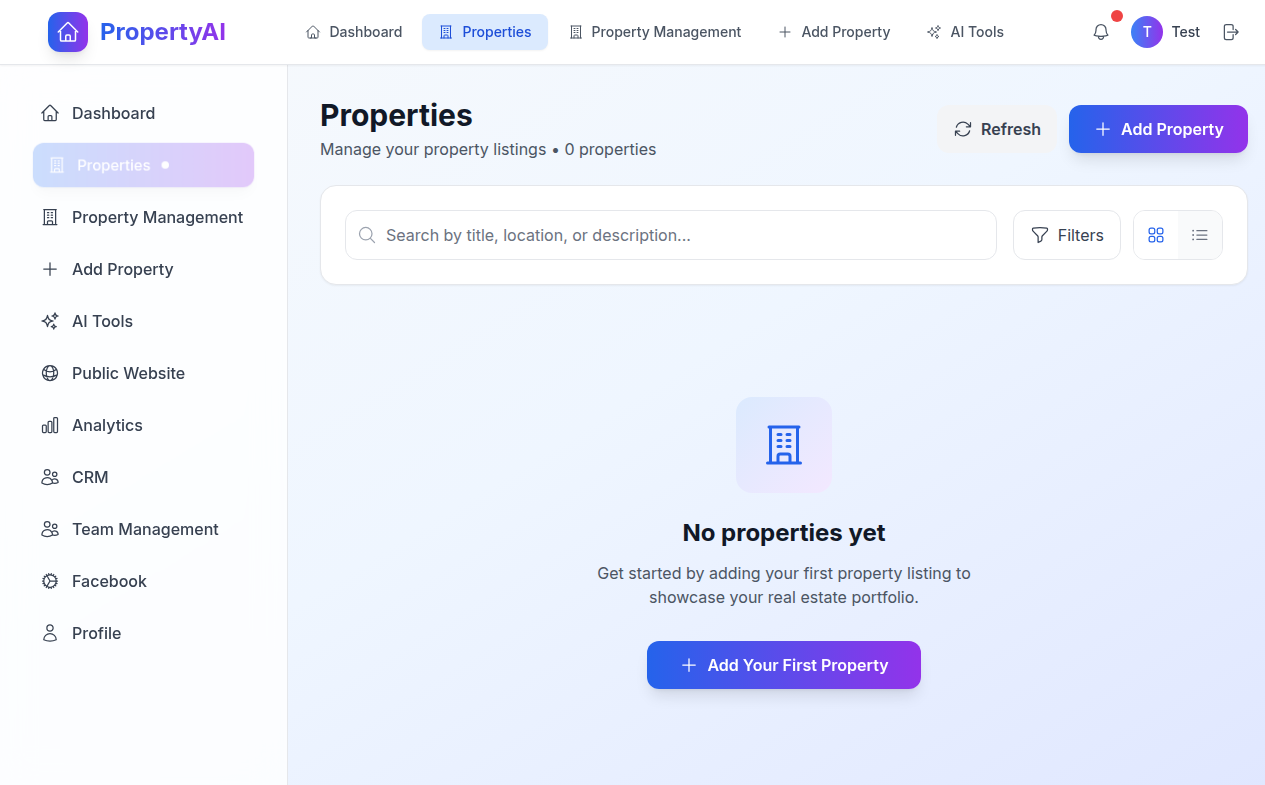 PropertyAI
Dashboard
Properties
Property Management
Add Property
AI Tools
T
Test
Dashboard
Properties
Property Management
Add Property
AI Tools
Public Website
Analytics
CRM
Team Management
Facebook
Profile
Properties
Manage your property listings • 0 properties
Refresh
Add Property
Search by title, location, or description...
Filters
No properties yet
Get started by adding your first property listing to
showcase your real estate portfolio.
Add Your First Property